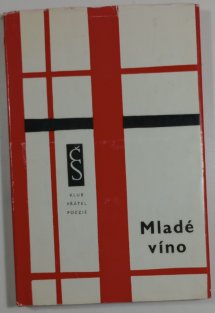 ČS
KLUB
PŘÁTEL
POEZIE
Mladé
víno